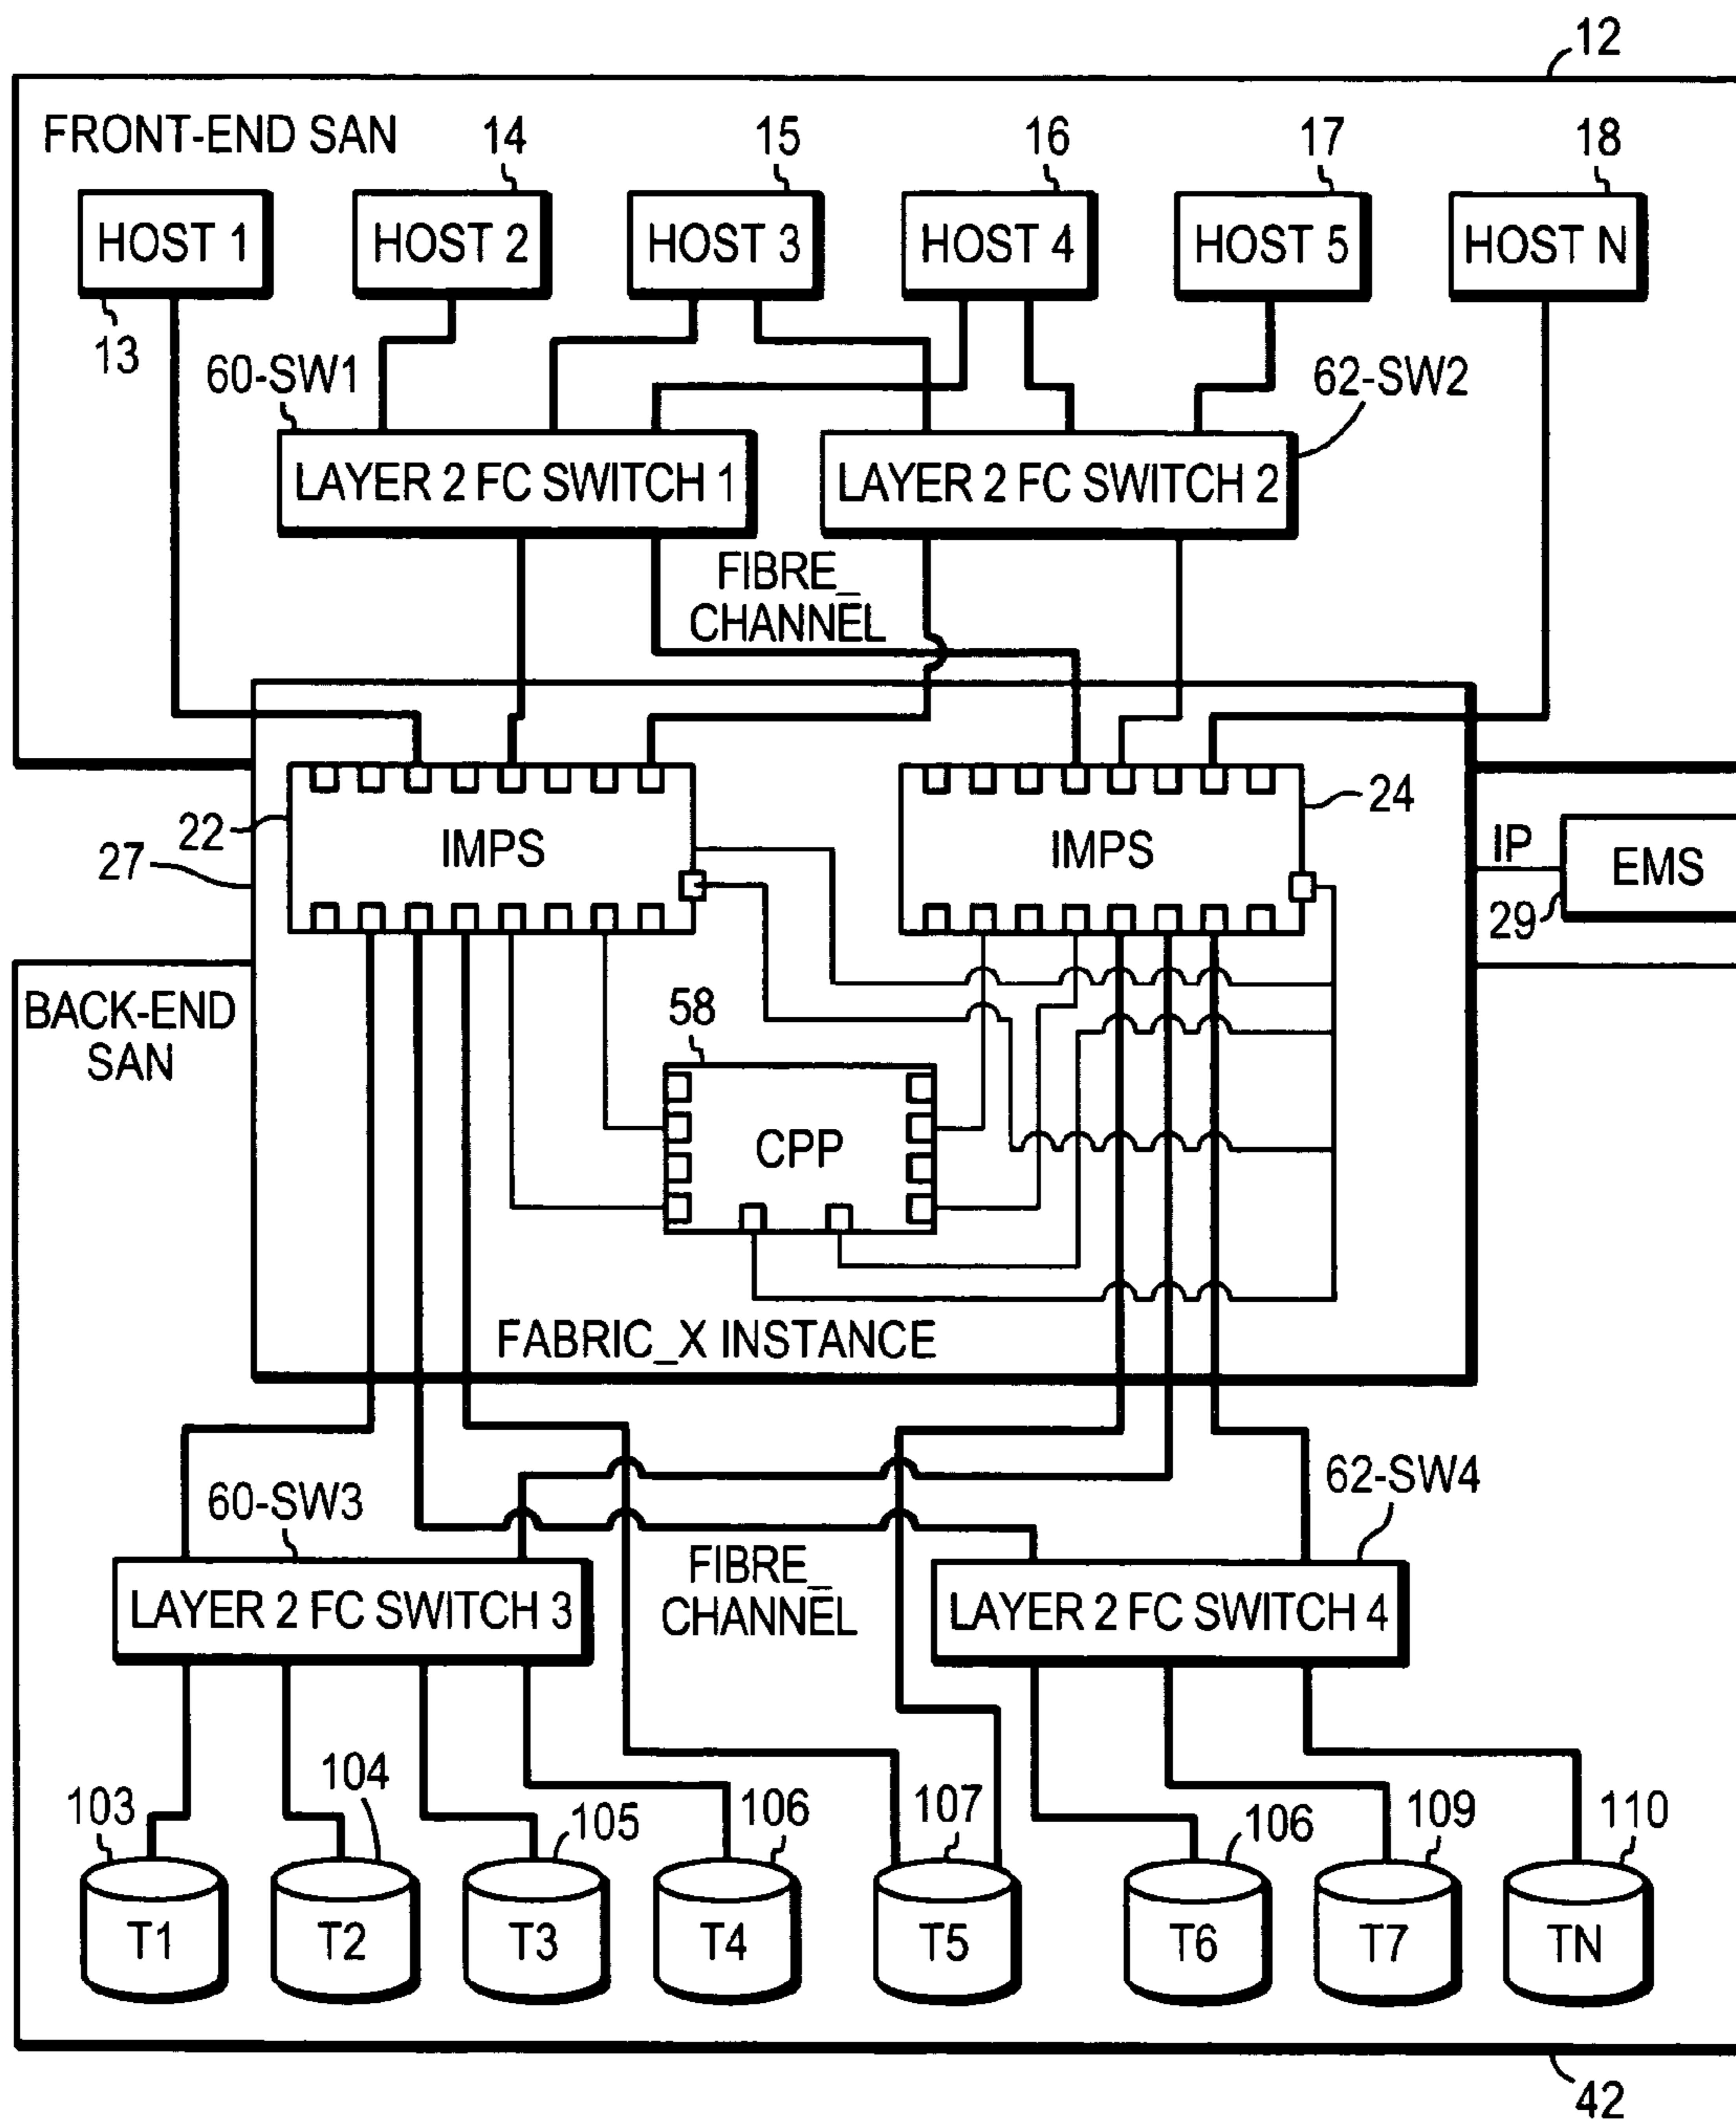 12
FRONT-END SAN
14
15
16
17
18
HOST 1
HOST 2
HOST 3
HOST 4
HOST 5
HOST N
13
60-SW1
62-SW2
LAYER 2 FC SWITCH 1
LAYER 2 FC SWITCH 2
FIBRE_
CHANNEL
22
27
IMPS
IMPS
24
IP
EMS
29
BACK-END
SAN
58
CPP
FABRIC_X INSTANCE
60-SW3
62-SW4
FIBRE_
CHANNEL
LAYER 2 FC SWITCH 3
LAYER 2 FC SWITCH 4
103
104
105
106
107
106
109
110
T1
T2
T3
T4
T5
T6
T7
TN
42